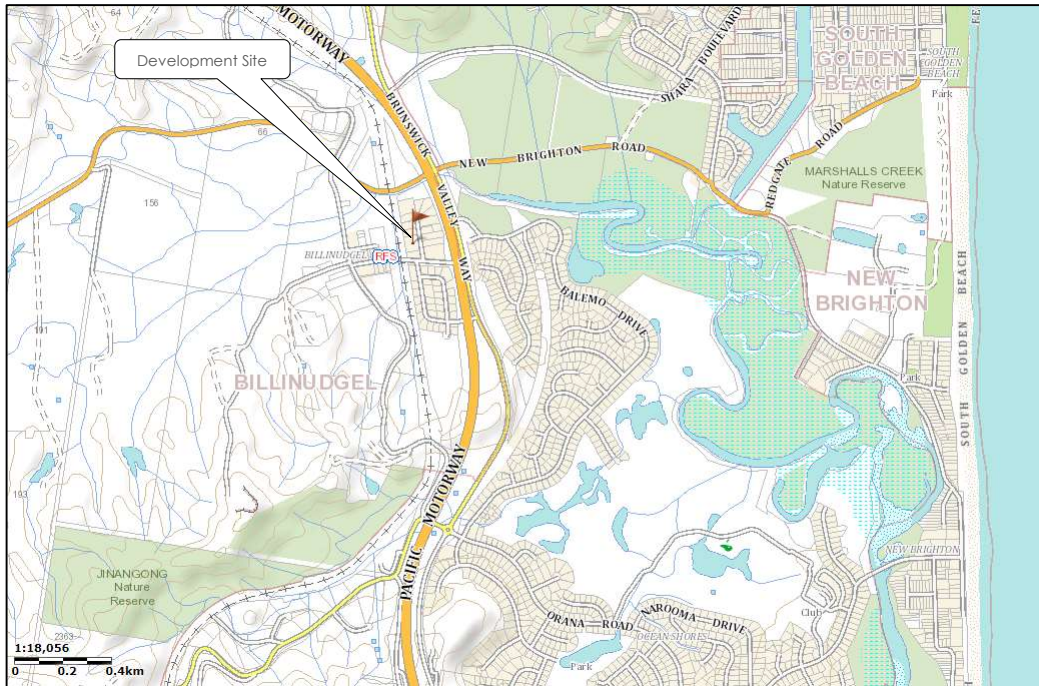 64
MOTORWAY
Development Site
BRUNSWICK
VALLEY
WAY
SHARA BOULEVARD
SOUTH
GOLDEN
BEACH
SOUTH
GOLDEN
BEACH
Park
66
NEW BRIGHTON ROAD
REDGATE ROAD
MARSHALLS CREEK
Nature Reserve
156
BILLINUDGEL
RFS
BALEMO DRIVE
NEW
BRIGHTON
SOUTH GOLDEN BEACH
191
BILLINUDGEL
Park
193
PACIFIC MOTORWAY
JINANGONG
Nature
Reserve
NEW BRIGHTON
ORANA ROAD
NAROOMA DRIVE
OCEAN SHORES
Club
Park
2363
1:18,056
0 0.2 0.4km